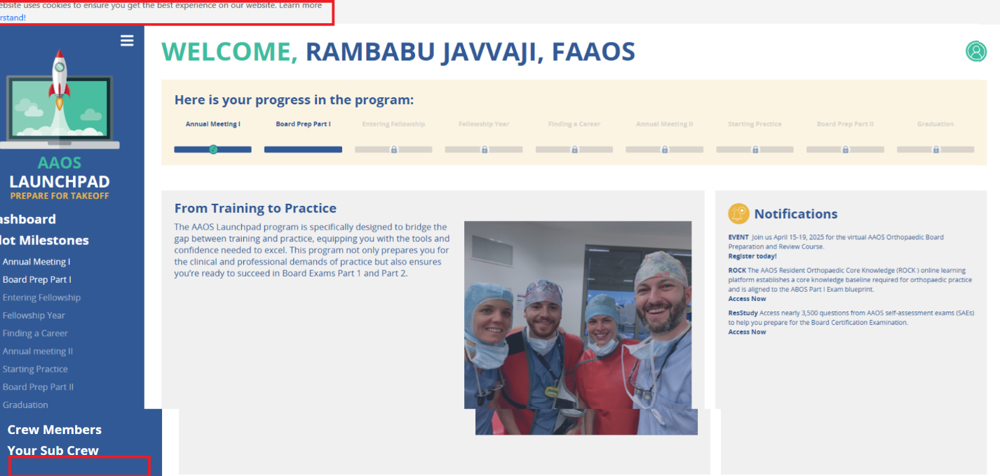 ebsite uses cookies to ensure you get the best experience on our website. Learn more
rstand!
WELCOME, RAMBABU JAVVAJI, FAAOS
Here is your progress in the program:
Annual Meeting I
Board Prep Part I
Entering Fellowship
Fellowship Year
Finding a Career
Annual Meeting II
Starting Practice
Board Prep Part II
Graduation
AAOS
LAUNCHPAD
PREPARE FOR TAKEOFF
ashboard
lot Milestones
Annual Meeting I
Board Prep Part I
Entering Fellowship
Fellowship Year
Finding a Career
Annual meeting II
Starting Practice
Board Prep Part II
Graduation
Crew Members
Your Sub Crew
From Training to Practice
The AAOS Launchpad program is specifically designed to bridge the
gap between training and practice, equipping you with the tools and
confidence needed to excel. This program not only prepares you for
the clinical and professional demands of practice but also ensures
you're ready to succeed in Board Exams Part 1 and Part 2.
Notifications
EVENT Join us April 15-19, 2025 for the virtual AAOS Orthopaedic Board
Preparation and Review Course.
Register today!
ROCK The AAOS Resident Orthopaedic Core Knowledge (ROCK ) online learning
platform establishes a core knowledge baseline required for orthopaedic practice
and is aligned to the ABOS Part I Exam blueprint.
Access Now
ResStudy Access nearly 3,500 questions from AAOS self-assessment exams (SAEs)
to help you prepare for the Board Certification Examination.
Access Now